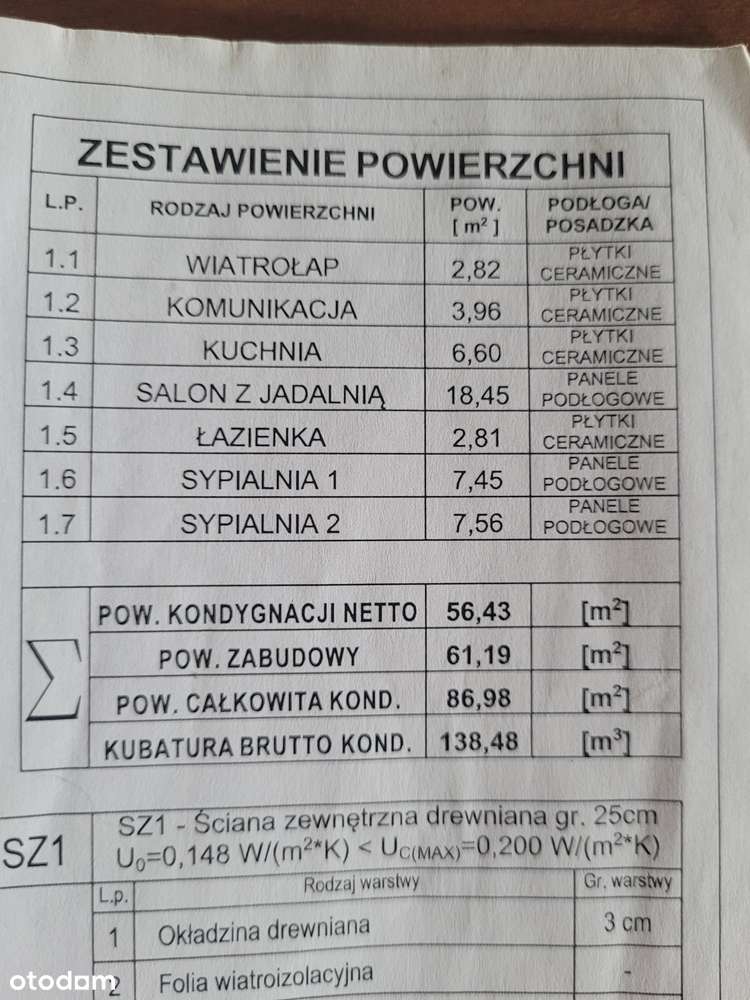 ZESTAWIENIE POWIERZCHNI
L.P. RODZAJ POWIERZCHNI POW. [m²] PODŁOGA/ POSADZKA
1.1 WIATROŁAP 2,82 PŁYTKI CERAMICZNE
1.2 KOMUNIKACJA 3,96 PŁYTKI CERAMICZNE
1.3 KUCHNIA 6,60 PŁYTKI CERAMICZNE
1.4 SALON Z JADALNIĄ 18,45 PANELE PODŁOGOWE
1.5 ŁAZIENKA 2,81 PŁYTKI CERAMICZNE
1.6 SYPIALNIA 1 7,45 PANELE PODŁOGOWE
1.7 SYPIALNIA 2 7,56 PANELE PODŁOGOWE
∑
POW. KONDYGNACJI NETTO 56,43 [m²]
POW. ZABUDOWY 61,19 [m²]
POW. CAŁKOWITA KOND. 86,98 [m²]
KUBATURA BRUTTO KOND. 138,48 [m³]
SZ1 SZ1 - Ściana zewnętrzna drewniana gr. 25cm
U₀=0,148 W/(m²*K) < UC(MAX)=0,200 W/(m²*K)
L.p. Rodzaj warstwy Gr. warstwy
1 Okładzina drewniana 3 cm
2 Folia wiatroizolacyjna -
otodom